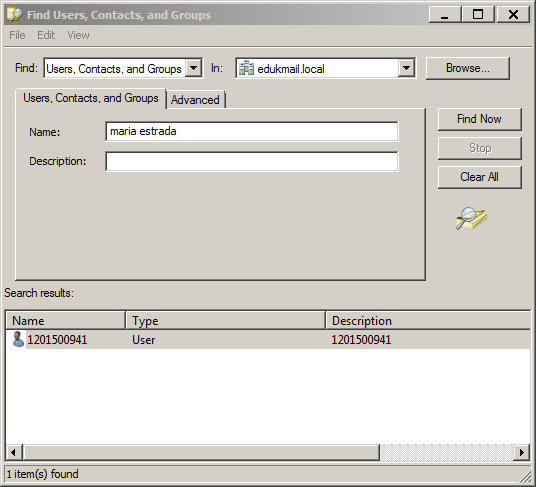 Find Users, Contacts, and Groups
File Edit View
Find: Users, Contacts, and Groups In: edukmail.local Browse...
Users, Contacts, and Groups Advanced
Name: maria estrada
Description:
Find Now
Stop
Clear All
Search results:
Name Type Description
1201500941 User 1201500941
1 item(s) found